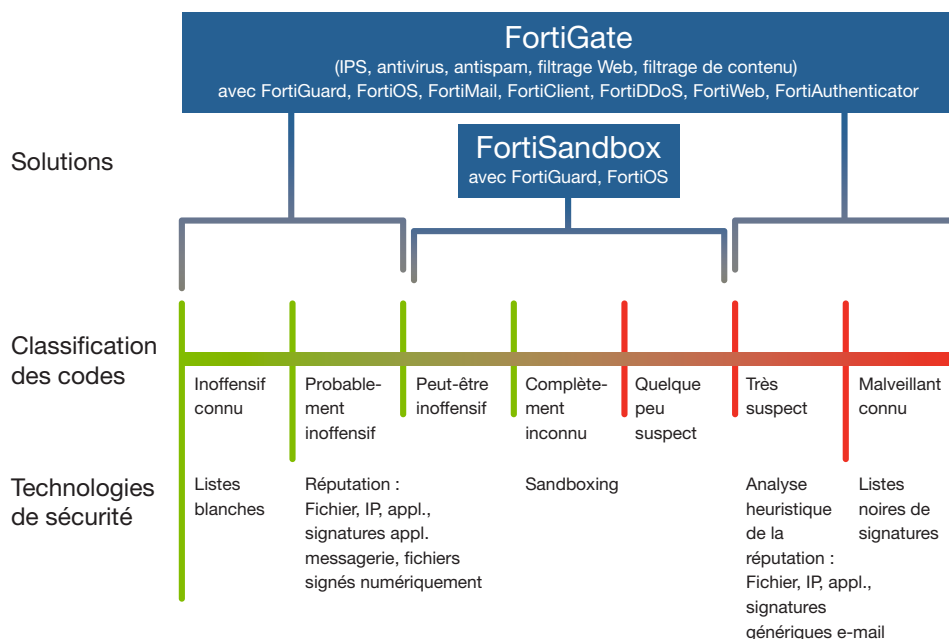 FortiGate
(IPS, antivirus, antispam, filtrage Web, filtrage de contenu)
avec FortiGuard, FortiOS, FortiMail, FortiClient, FortiDDoS, FortiWeb, FortiAuthenticator
Solutions
FortiSandbox
avec FortiGuard, FortiOS
Classification
des codes
Inoffensif
connu
Probable-
ment
inoffensif
Peut-être
inoffensif
Complète-
ment
inconnu
Quelque
peu
suspect
Très
suspect
Malveillant
connu
Technologies
de sécurité
Listes
blanches
Réputation :
Fichier, IP, appl.,
signatures appl.
messagerie, fichiers
signés numériquement
Sandboxing
Analyse
heuristique
de la
réputation :
Fichier, IP, appl.,
signatures
génériques e-mail
Listes
noires de
signatures